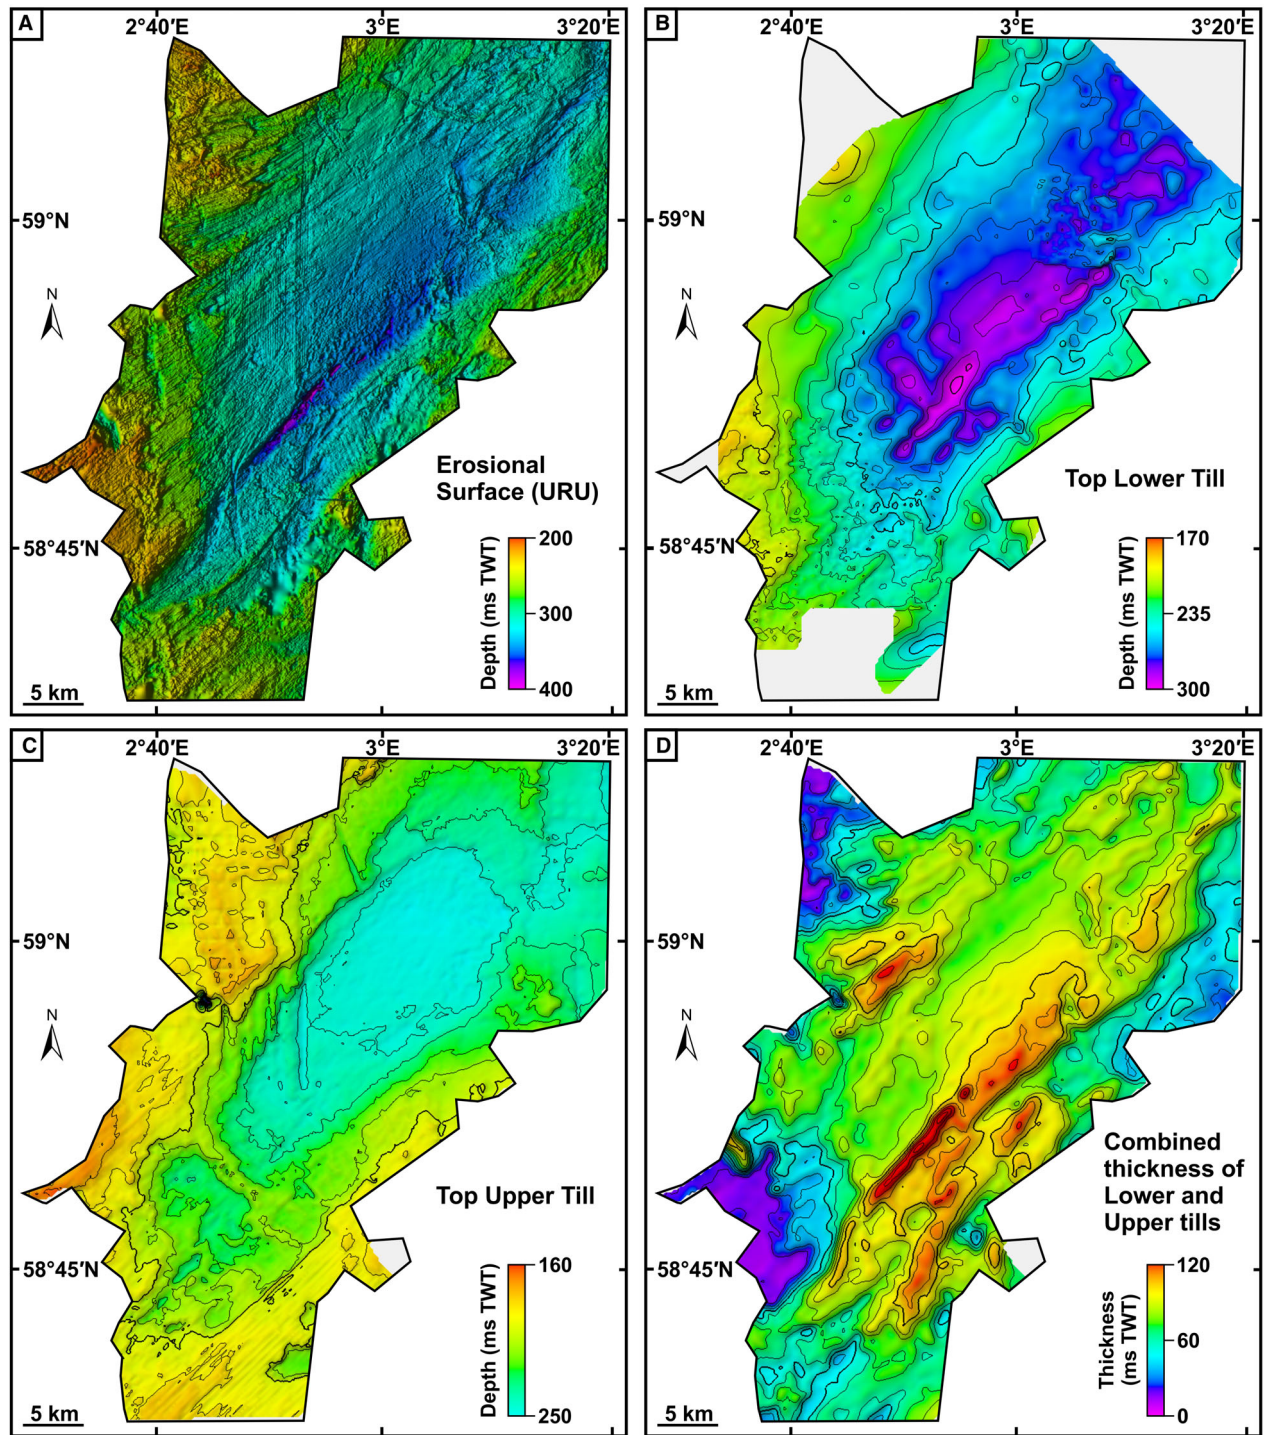 A
2°40′E
3°E
3°20′E
59°N
N
Erosional
Surface (URU)
58°45′N
Depth (ms TWT)
200
300
400
5 km
B
2°40′E
3°E
3°20′E
59°N
N
Top Lower Till
58°45′N
Depth (ms TWT)
170
235
300
5 km
C
2°40′E
3°E
3°20′E
59°N
N
Top Upper Till
58°45′N
Depth (ms TWT)
160
250
5 km
D
2°40′E
3°E
3°20′E
59°N
N
Combined
thickness of
Lower and
Upper tills
58°45′N
Thickness
(ms TWT)
120
60
0
5 km